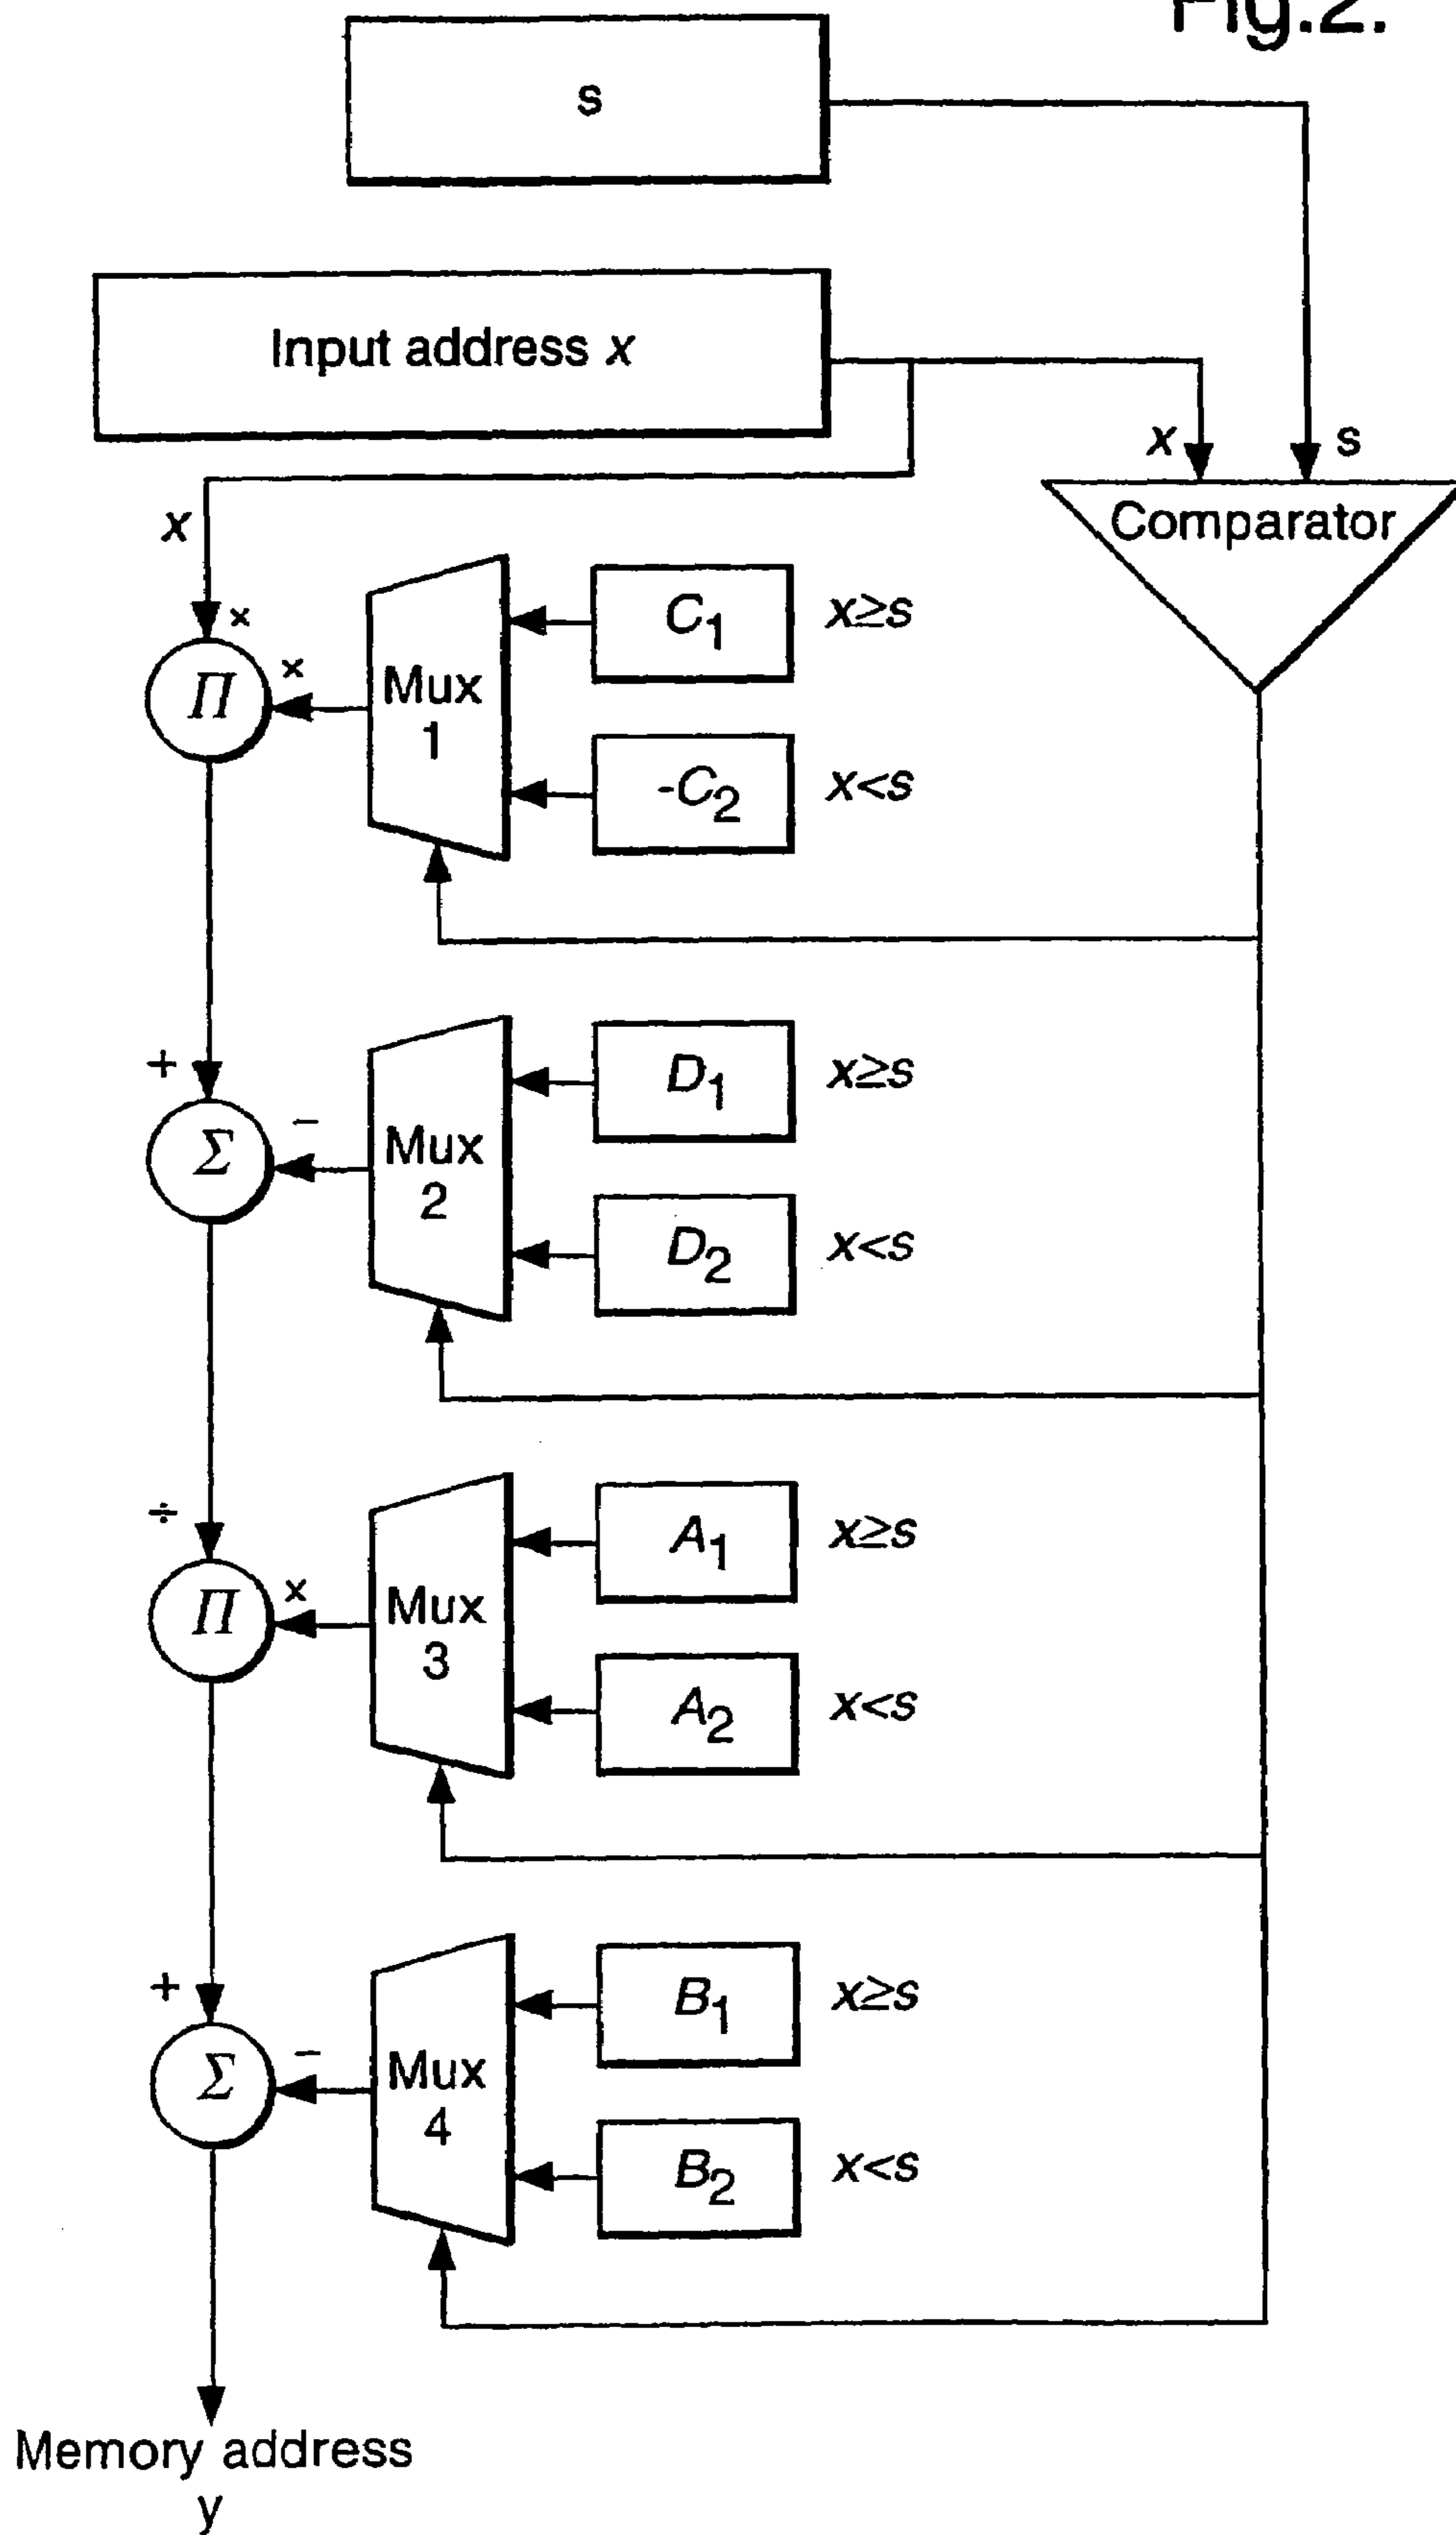 Fig.2.
s
Input address x
x s
Comparator
x
×
×
Π
Mux
1
C1 x≥s
-C2 x<s
+
−
Σ
Mux
2
D1 x≥s
D2 x<s
÷
×
Π
Mux
3
A1 x≥s
A2 x<s
+
−
Σ
Mux
4
B1 x≥s
B2 x<s
Memory address
y